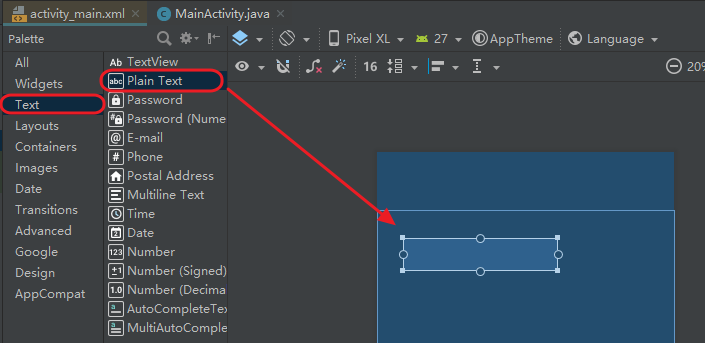 activity_main.xml MainActivity.java
Palette Pixel XL 27 AppTheme Language
16 20%
All
Widgets
Text
Layouts
Containers
Images
Date
Transitions
Advanced
Google
Design
AppCompat
Ab TextView
abc Plain Text
Password
Password (Nume
@ E-mail
# Phone
Postal Address
Multiline Text
Time
2 Date
123 Number
±1 Number (Signed)
1.0 Number (Decima
AutoCompleteTe
MultiAutoComple